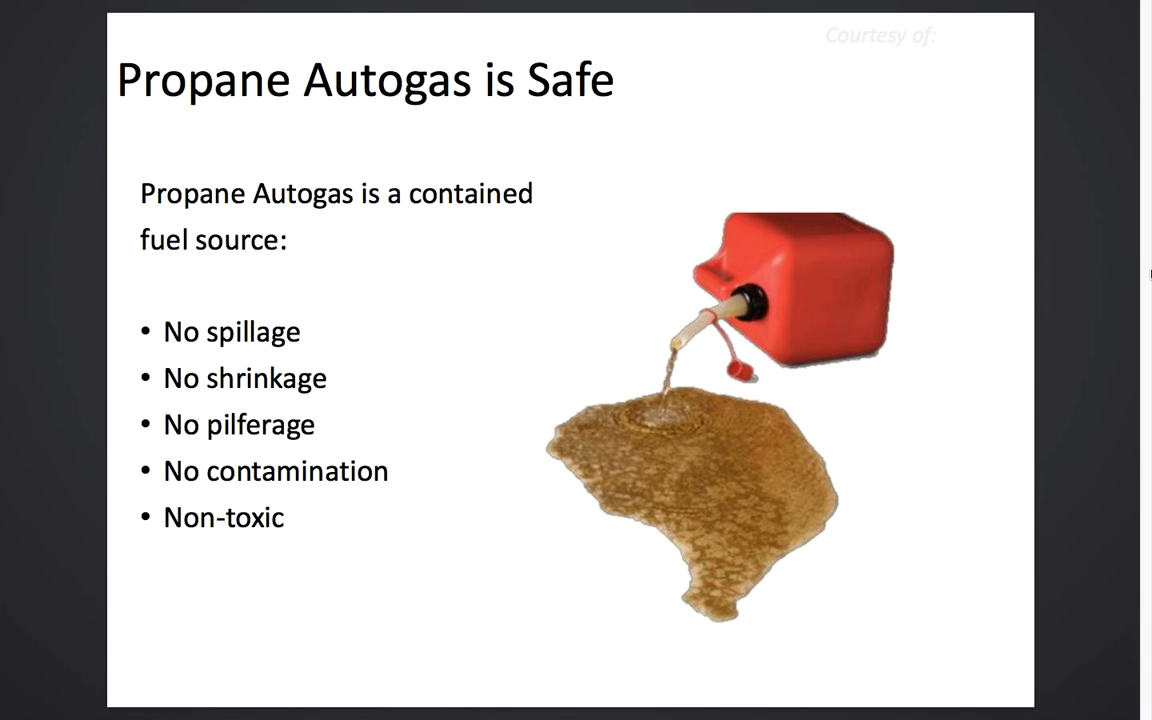 Courtesy of:
Propane Autogas is Safe
Propane Autogas is a contained
fuel source:
• No spillage
• No shrinkage
• No pilferage
• No contamination
• Non-toxic